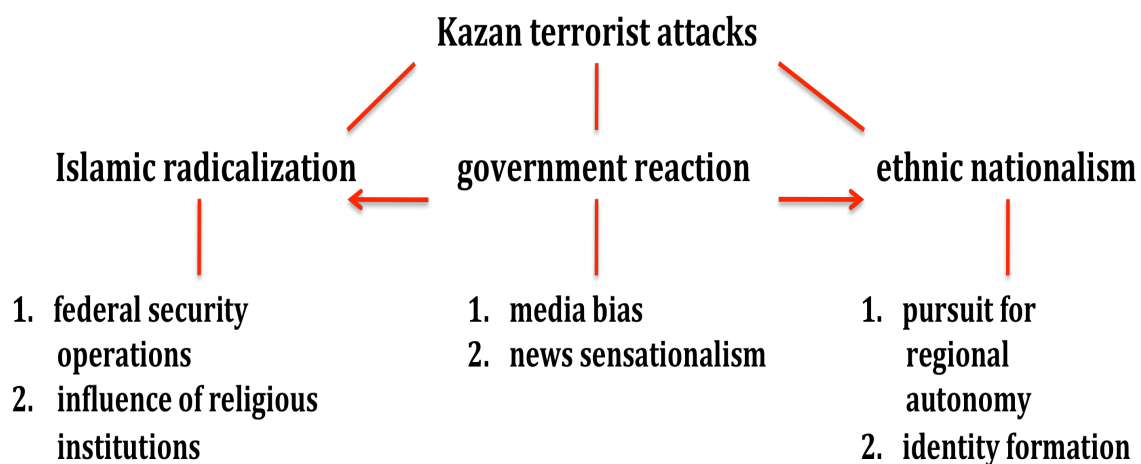 Kazan terrorist attacks
Islamic radicalization
government reaction
ethnic nationalism
1. federal security
operations
2. influence of religious
institutions
1. media bias
2. news sensationalism
1. pursuit for
regional
autonomy
2. identity formation